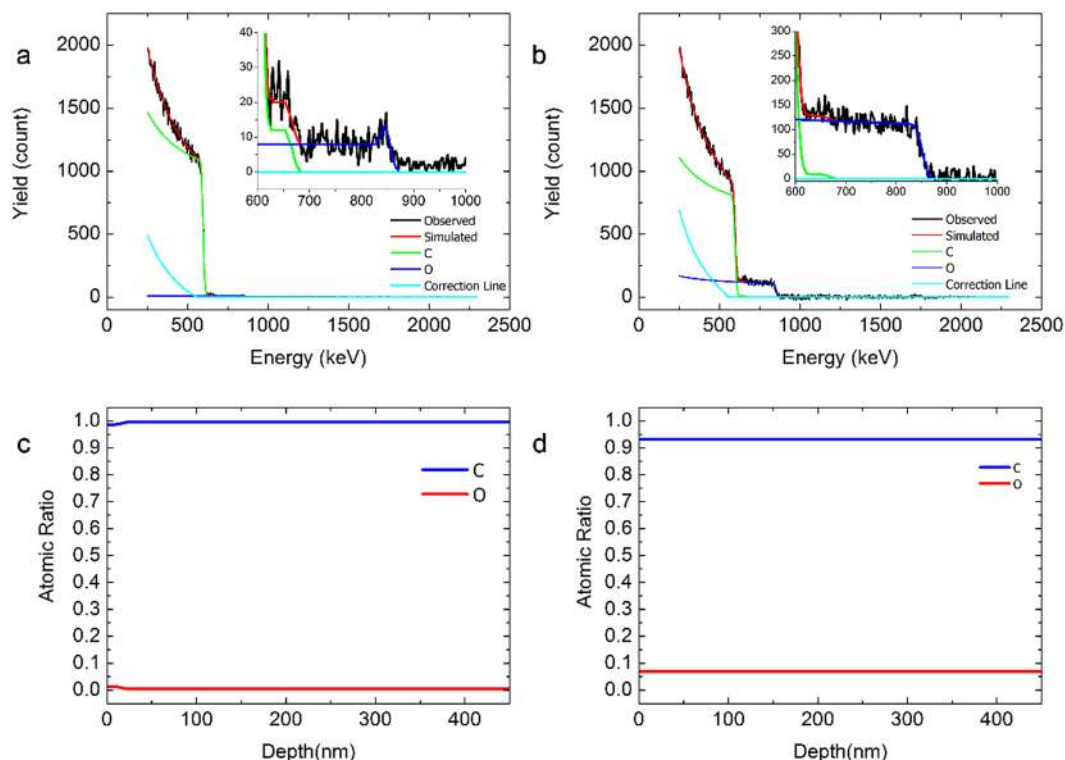 a
2000
1500
1000
500
0
Yield (count)
0 500 1000 1500 2000 2500
Energy (keV)
40
30
20
10
0
600 700 800 900 1000
Observed
Simulated
C
O
Correction Line
b
2000
1500
1000
500
0
Yield (count)
0 500 1000 1500 2000 2500
Energy (keV)
300
250
200
150
100
50
0
600 700 800 900 1000
Observed
Simulated
C
O
Correction Line
c
1.0
0.9
0.8
0.7
0.6
0.5
0.4
0.3
0.2
0.1
0.0
Atomic Ratio
0 100 200 300 400
Depth(nm)
C
O
d
1.0
0.9
0.8
0.7
0.6
0.5
0.4
0.3
0.2
0.1
0.0
Atomic Ratio
0 100 200 300 400
Depth(nm)
C
O